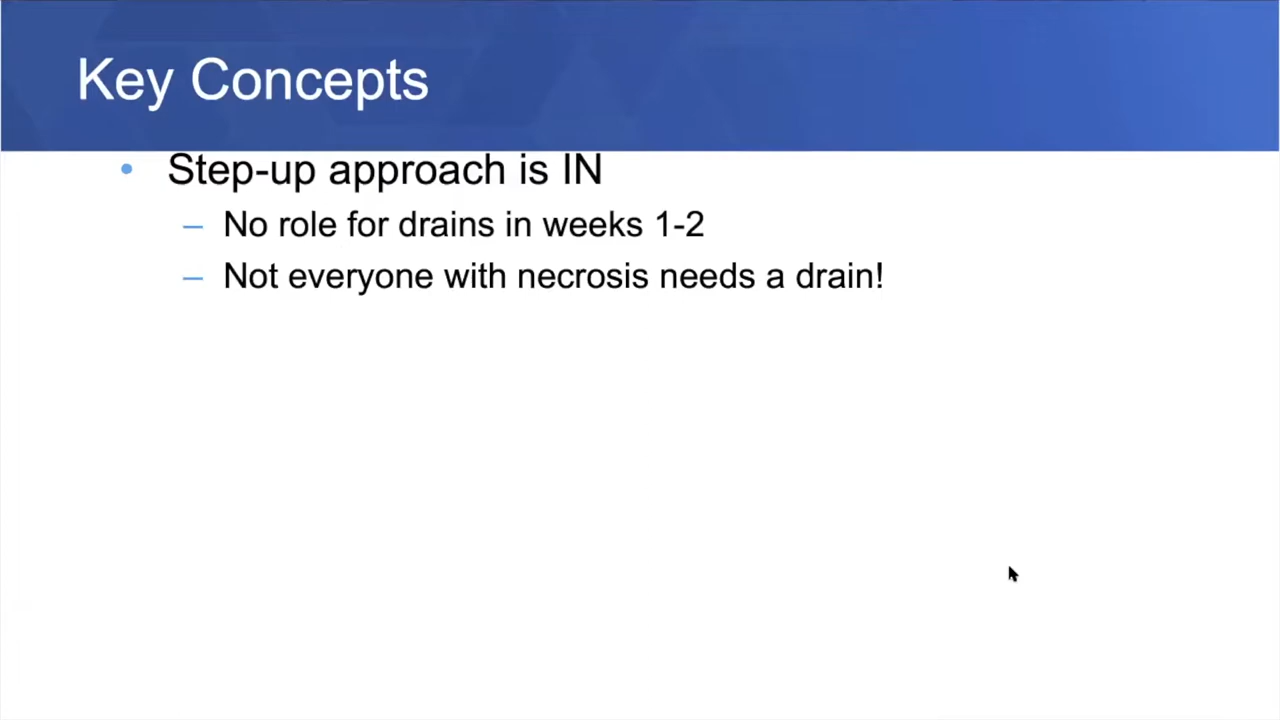 Key Concepts
• Step-up approach is IN
– No role for drains in weeks 1-2
– Not everyone with necrosis needs a drain!